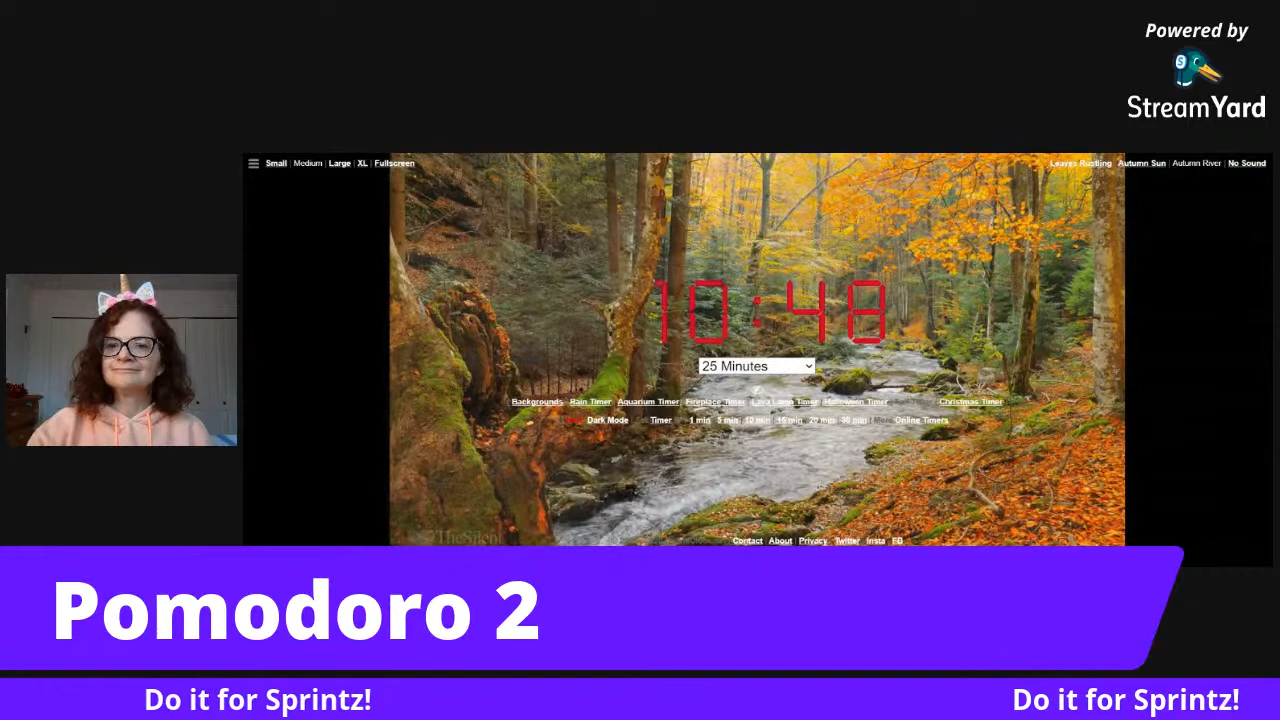 Powered by
StreamYard
Small | Medium | Large | XL | Fullscreen
Leaves Rustling | Autumn Sun | Autumn River | No Sound
10:48
25 Minutes
Backgrounds Rain Timer Aquarium Timer Fireplace Timer Lava Lamp Timer Halloween Timer Christmas Timer
Dark Mode Timer 1 min 5 min 10 min 15 min 20 min 30 min More Online Timers
Contact | About | Privacy | Twitter | Insta | FB
Pomodoro 2
Do it for Sprintz! Do it for Sprintz!